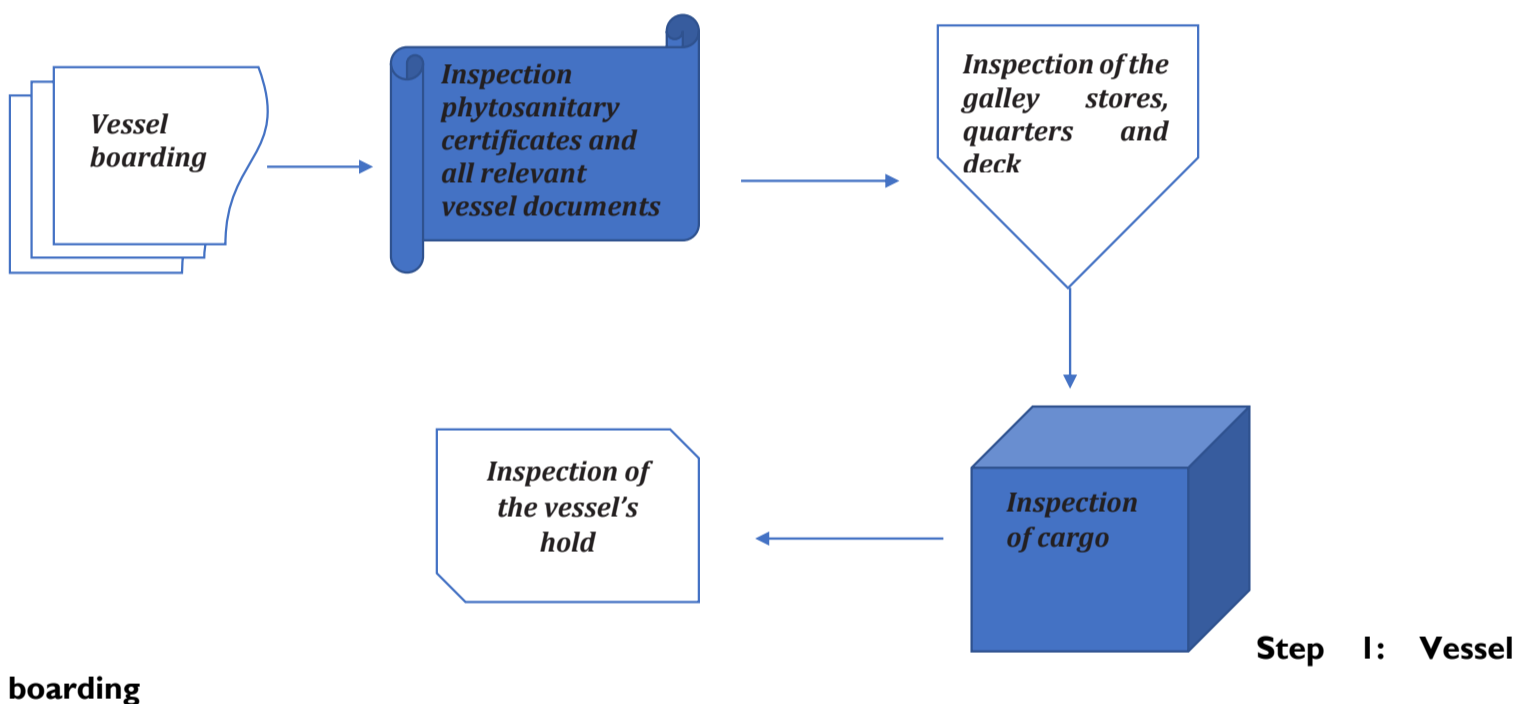 Vessel
boarding
Inspection
phytosanitary
certificates and
all relevant
vessel documents
Inspection of the
galley stores,
quarters and
deck
Inspection
of cargo
Inspection of
the vessel’s
hold
Step 1: Vessel
boarding